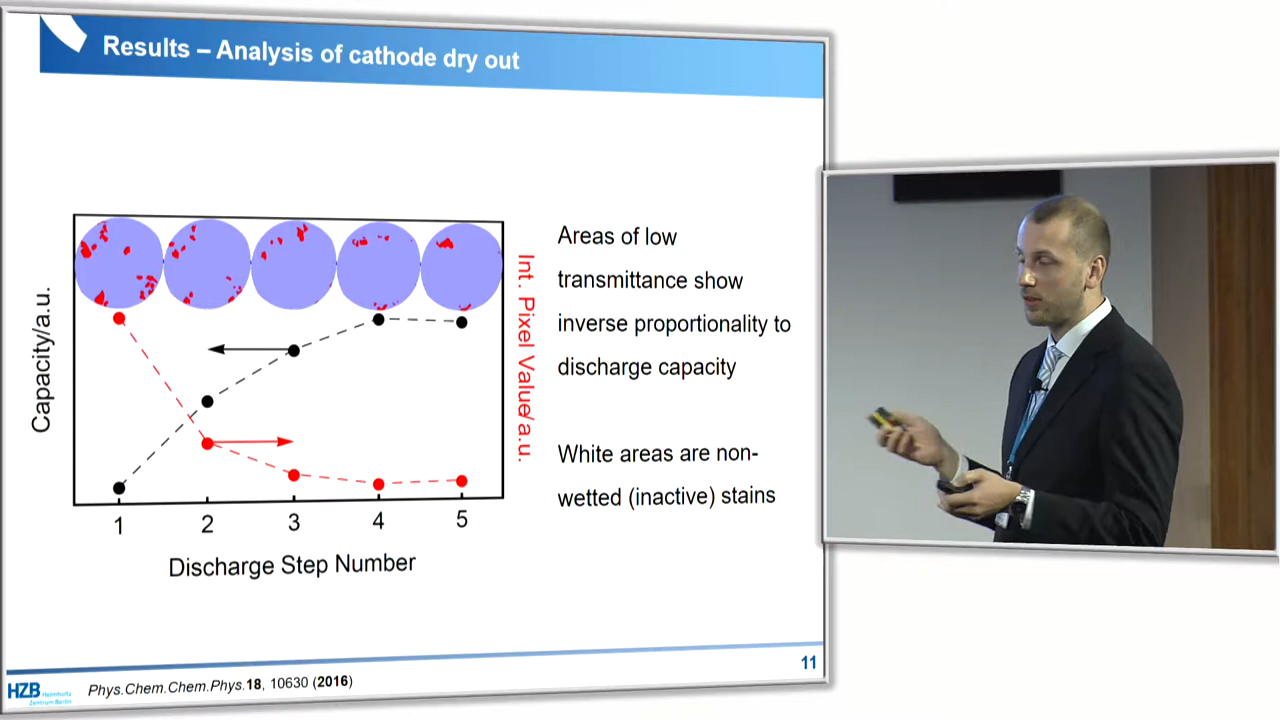 Results – Analysis of cathode dry out
Capacity/a.u.
Int. Pixel Value/a.u.
1 2 3 4 5
Discharge Step Number
Areas of low
transmittance show
inverse proportionality to
discharge capacity
White areas are non-
wetted (inactive) stains
11
HZB Helmholtz
Zentrum Berlin
Phys.Chem.Chem.Phys.18, 10630 (2016)